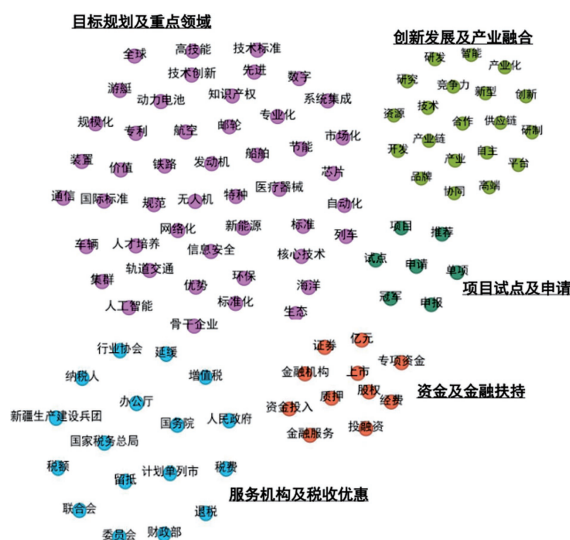 目标规划及重点领域
全球
高技能
技术标准
技术创新
先进
数字
游艇
动力电池
知识产权
系统集成
规模化
专利
航空
邮轮
专业化
市场化
装置
价值
铁路
发动机
船舶
节能
芯片
通信
国际标准
规范
无人机
特种
医疗器械
自动化
网络化
新能源
标准
列车
车辆
人才培养
信息安全
核心技术
集群
轨道交通
优势
环保
海洋
人工智能
标准化
生态
骨干企业
创新发展及产业融合
研发
智能
产业化
研究
竞争力
新型
创新
资源
技术
合作
供应链
研制
开发
产业链
产业
自主
平台
品牌
协同
高端
项目
推荐
试点
申请
单项
冠军
申报
项目试点及申请
证券
亿元
专项资金
金融机构
上市
质押
股权
经费
资金投入
金融服务
投融资
资金及金融扶持
行业协会
延缓
纳税人
增值税
办公厅
新疆生产建设兵团
国务院
人民政府
国家税务总局
税额
留抵
计划单列市
税费
联合会
退税
委员会
财政部
服务机构及税收优惠